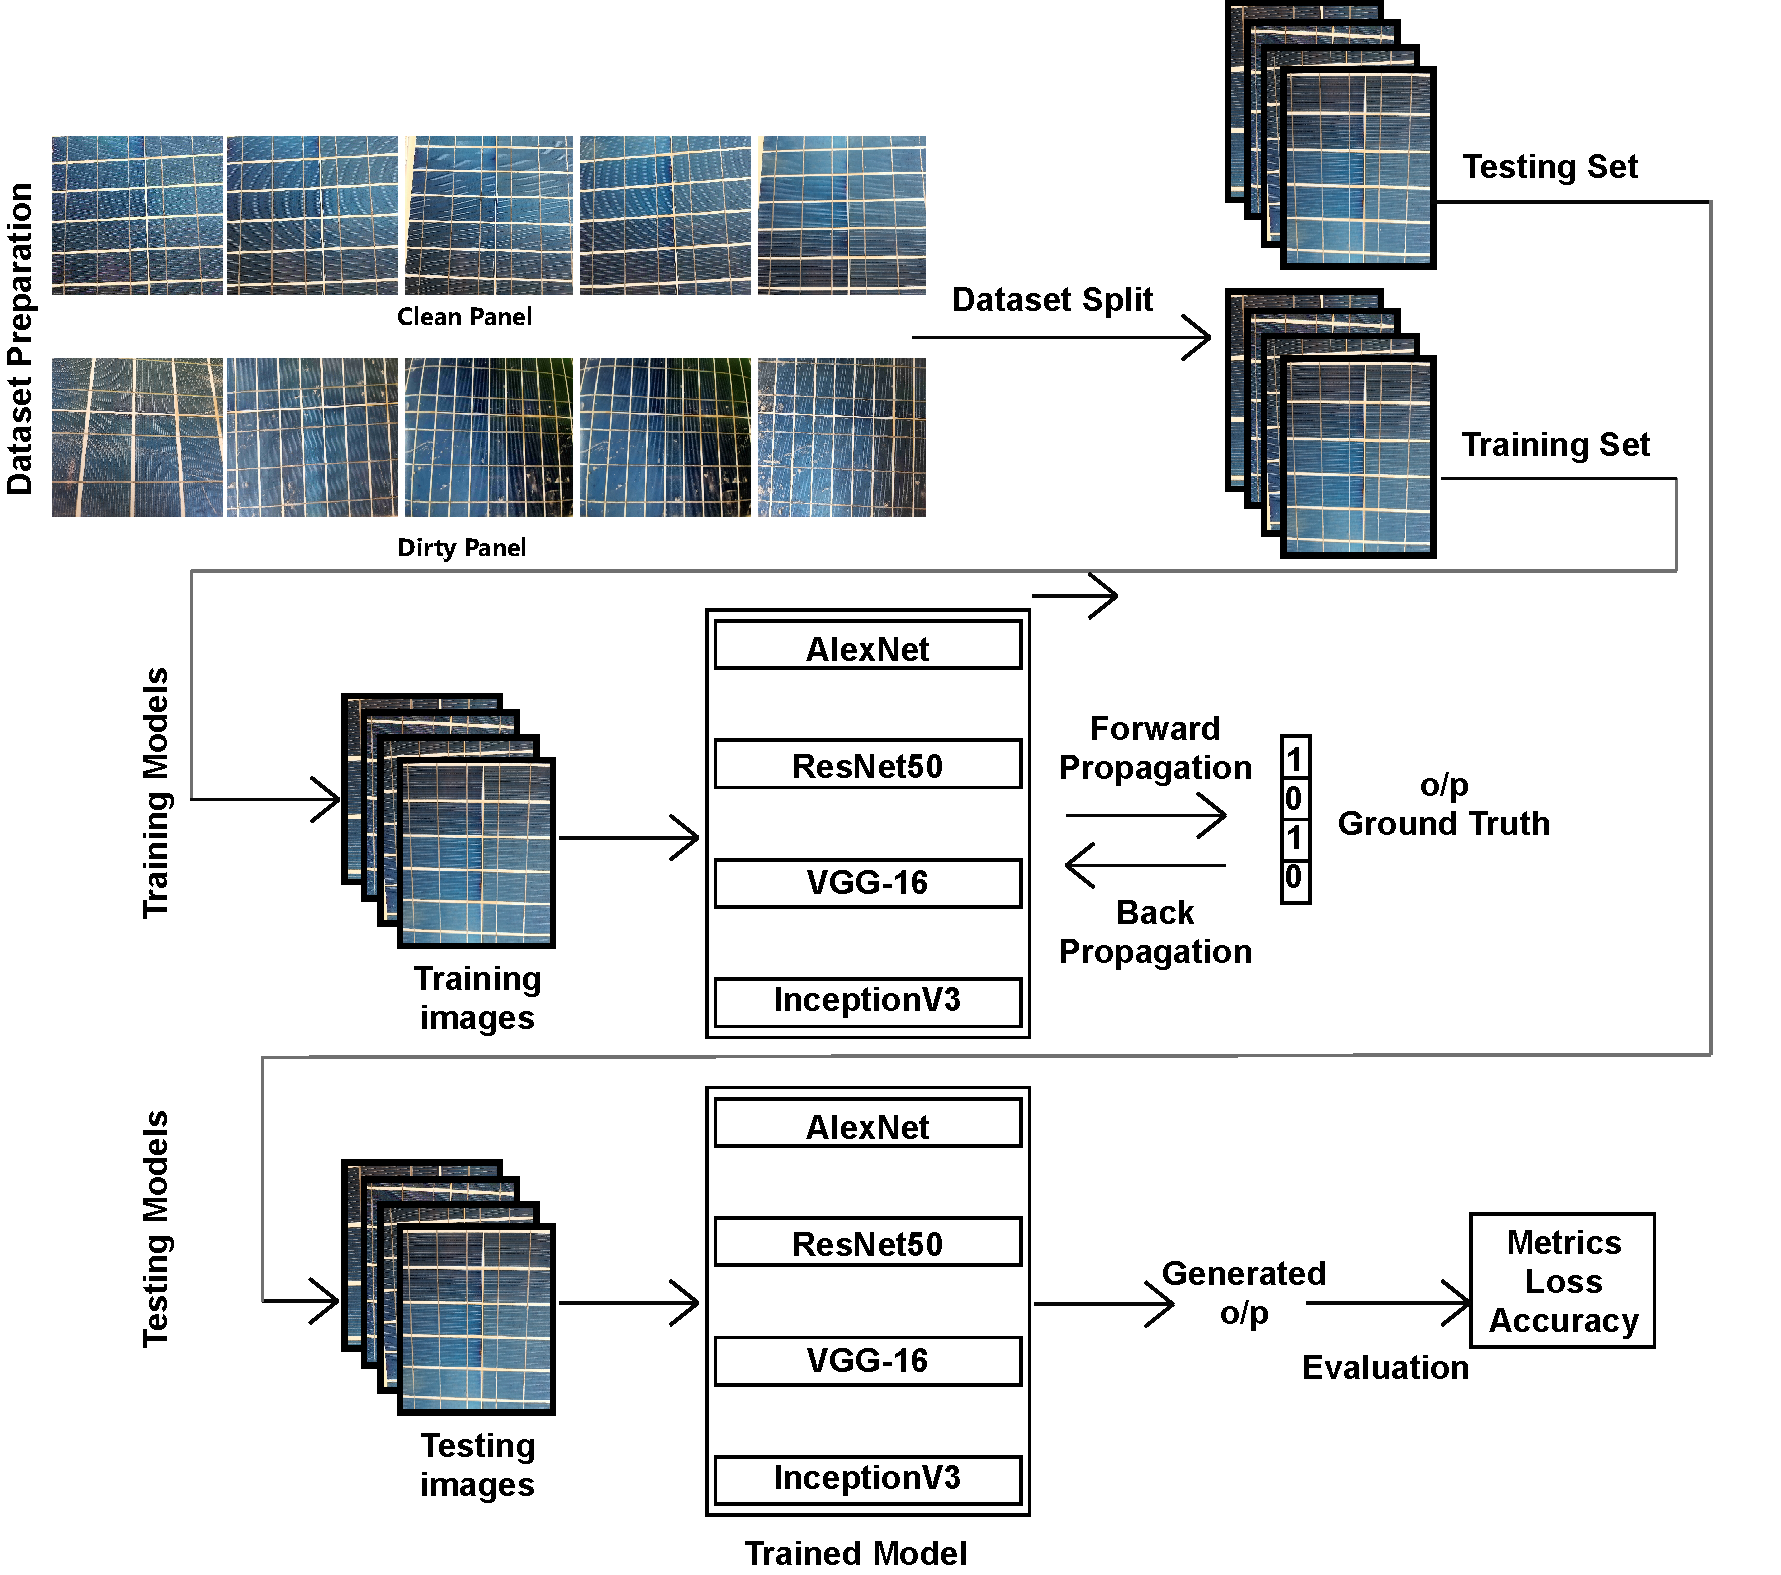 Dataset Preparation
Clean Panel
Dirty Panel
Dataset Split
Testing Set
Training Set
Training Models
Training
images
AlexNet
ResNet50
VGG-16
InceptionV3
Forward
Propagation
Back
Propagation
1
0
1
0
o/p
Ground Truth
Testing Models
Testing
images
AlexNet
ResNet50
VGG-16
InceptionV3
Trained Model
Generated
o/p
Evaluation
Metrics
Loss
Accuracy